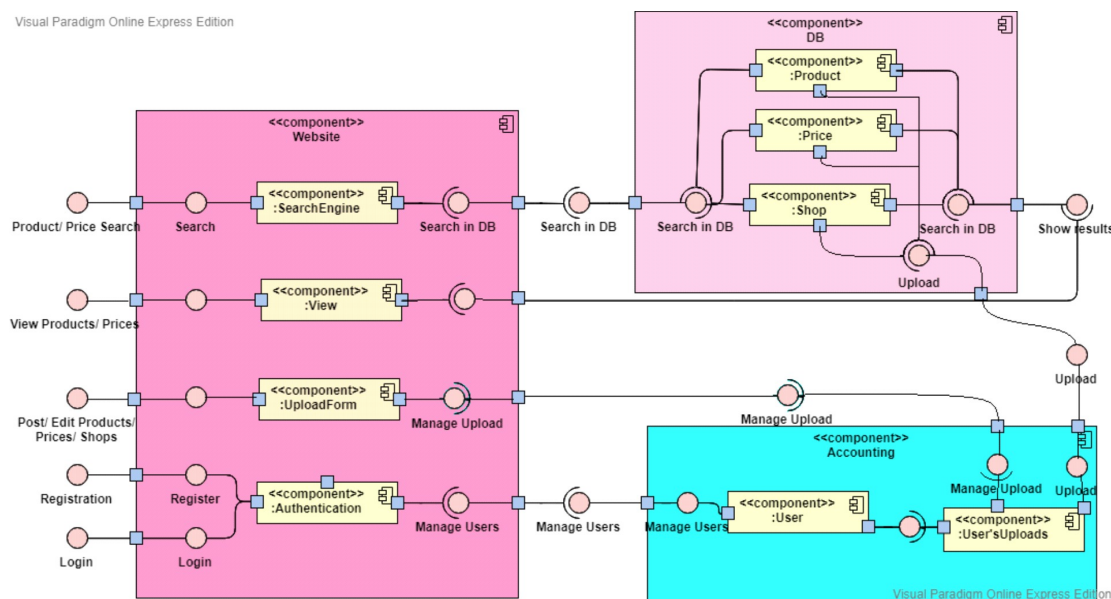 Visual Paradigm Online Express Edition
<<component>>
DB
<<component>>
:Product
<<component>>
:Price
<<component>>
:Shop
Search in DB
Search in DB
Upload
Show results
<<component>>
Website
<<component>>
:SearchEngine
Product/ Price Search
Search
Search in DB
Search in DB
<<component>>
:View
View Products/ Prices
<<component>>
:UploadForm
Post/ Edit Products/
Prices/ Shops
Manage Upload
Manage Upload
Upload
<<component>>
:Authentication
Registration
Register
Login
Login
Manage Users
Manage Users
<<component>>
Accounting
Manage Users
<<component>>
:User
Manage Upload
Upload
<<component>>
:User'sUploads
Visual Paradigm Online Express Edition